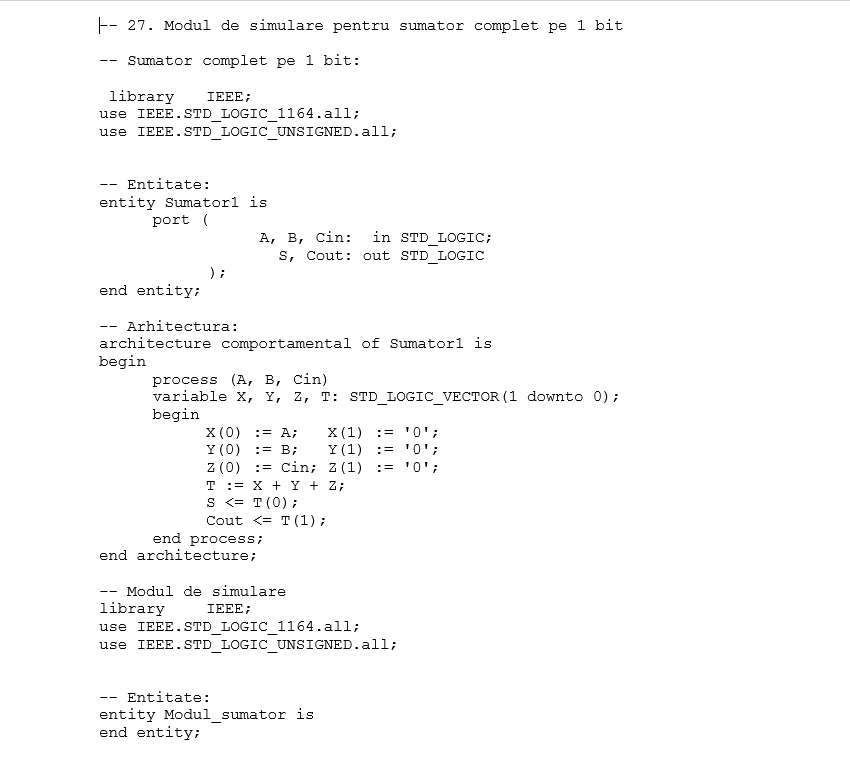 -- 27. Modul de simulare pentru sumator complet pe 1 bit
-- Sumator complet pe 1 bit:
library IEEE;
use IEEE.STD_LOGIC_1164.all;
use IEEE.STD_LOGIC_UNSIGNED.all;
-- Entitate:
entity Sumator1 is
port (
A, B, Cin: in STD_LOGIC;
S, Cout: out STD_LOGIC
);
end entity;
-- Arhitectura:
architecture comportamental of Sumator1 is
begin
process (A, B, Cin)
variable X, Y, Z, T: STD_LOGIC_VECTOR(1 downto 0);
begin
X(0) := A; X(1) := '0';
Y(0) := B; Y(1) := '0';
Z(0) := Cin; Z(1) := '0';
T := X + Y + Z;
S <= T(0);
Cout <= T(1);
end process;
end architecture;
-- Modul de simulare
library IEEE;
use IEEE.STD_LOGIC_1164.all;
use IEEE.STD_LOGIC_UNSIGNED.all;
-- Entitate:
entity Modul_sumator is
end entity;